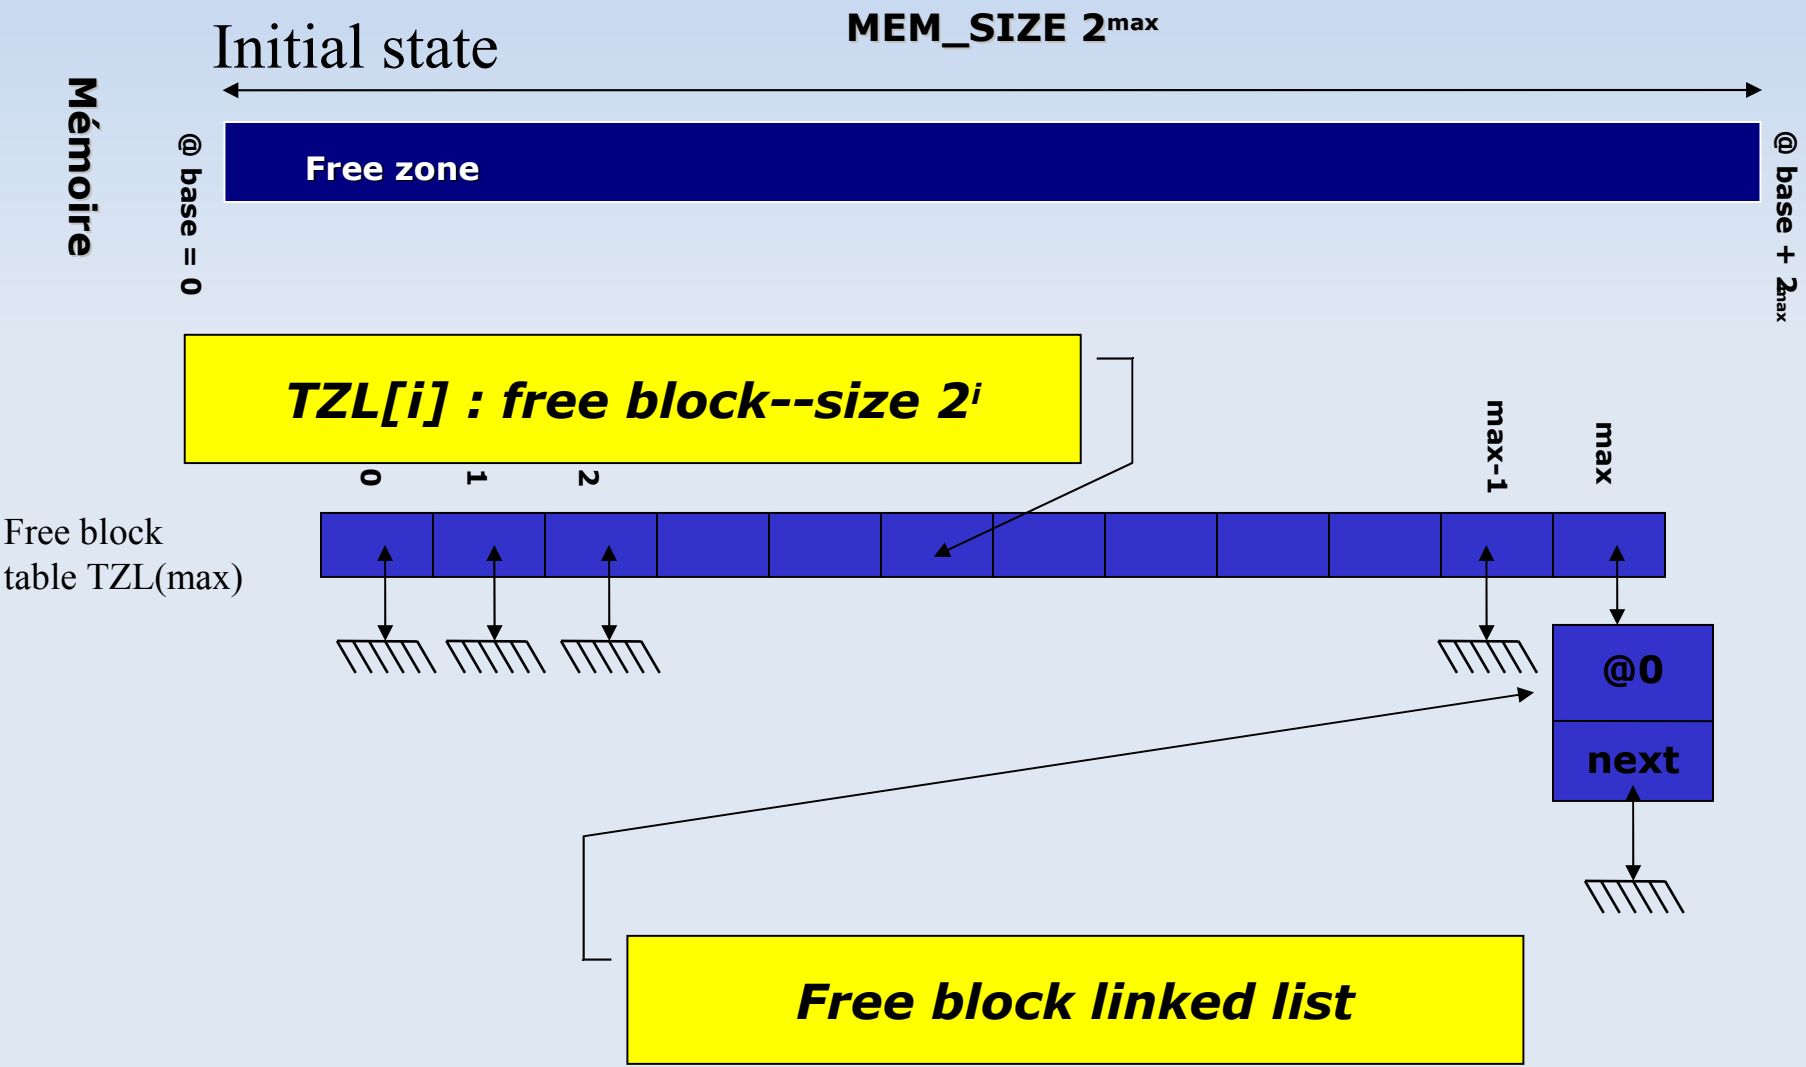 Initial state
MEM_SIZE 2ᵐᵃˣ
Mémoire
@ base = 0
Free zone
@ base + 2ᵐᵃˣ
TZL[i] : free block--size 2ⁱ
0
1
2
max-1
max
Free block
table TZL(max)
@0
next
Free block linked list